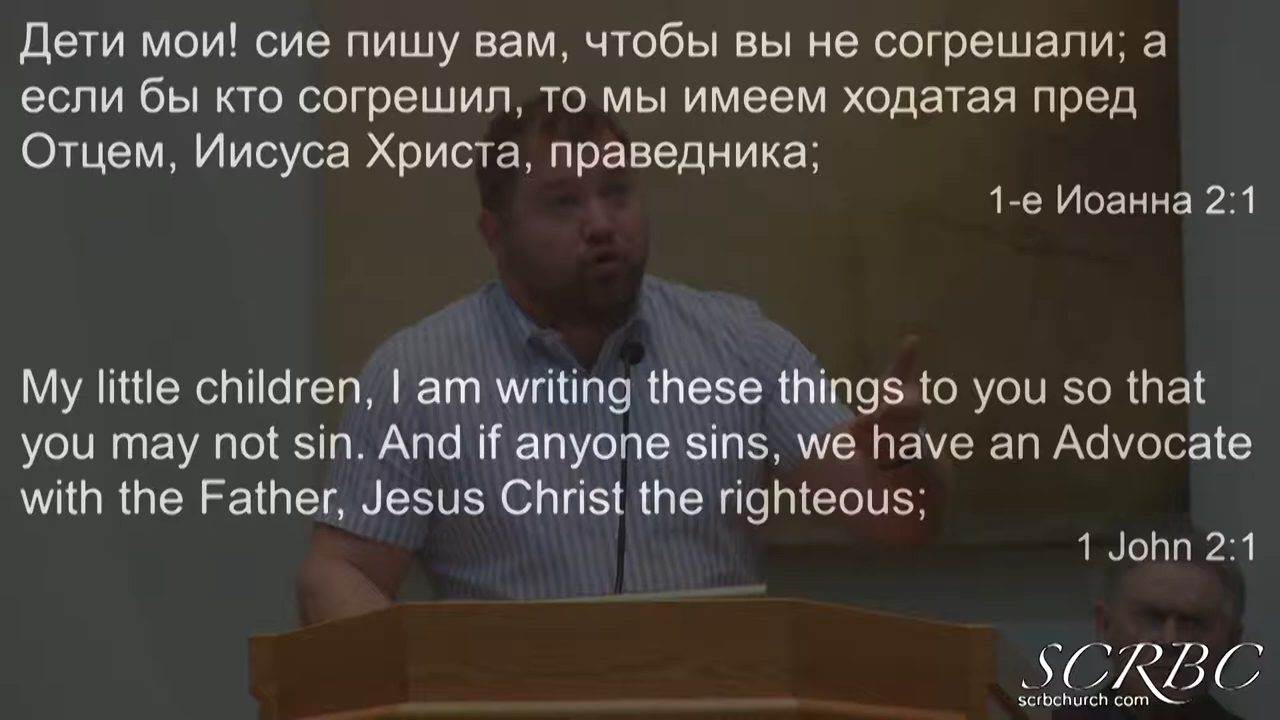 Дети мои! сие пишу вам, чтобы вы не согрешали; а
если бы кто согрешил, то мы имеем ходатая пред
Отцем, Иисуса Христа, праведника;
1-е Иоанна 2:1
My little children, I am writing these things to you so that
you may not sin. And if anyone sins, we have an Advocate
with the Father, Jesus Christ the righteous;
1 John 2:1
SCRBC
scrbchurch com